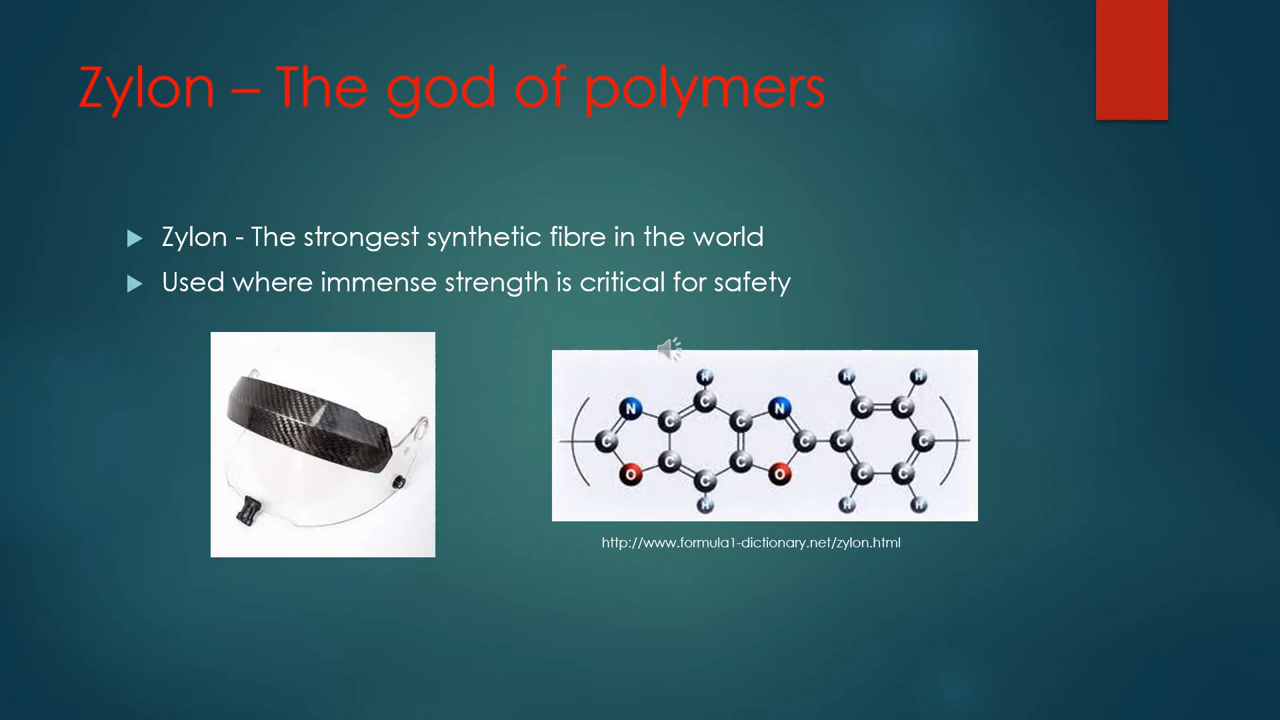 Zylon – The god of polymers
Zylon - The strongest synthetic fibre in the world
Used where immense strength is critical for safety
H H H
N N C C
C C C C C C C
C C C C
O O C C
C
H H H
http://www.formula1-dictionary.net/zylon.html